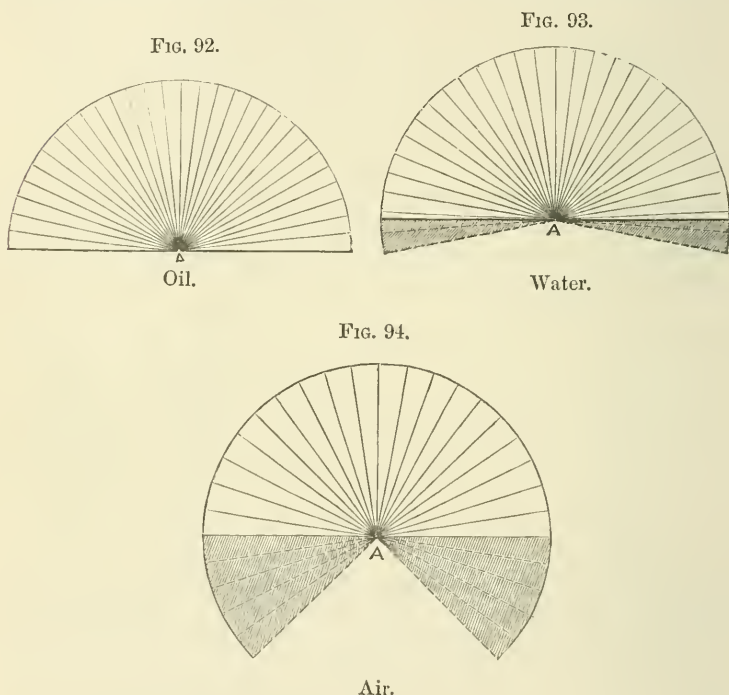 FIG. 92.
FIG. 93.
A
Oil.
A
Water.
FIG. 94.
A
Air.